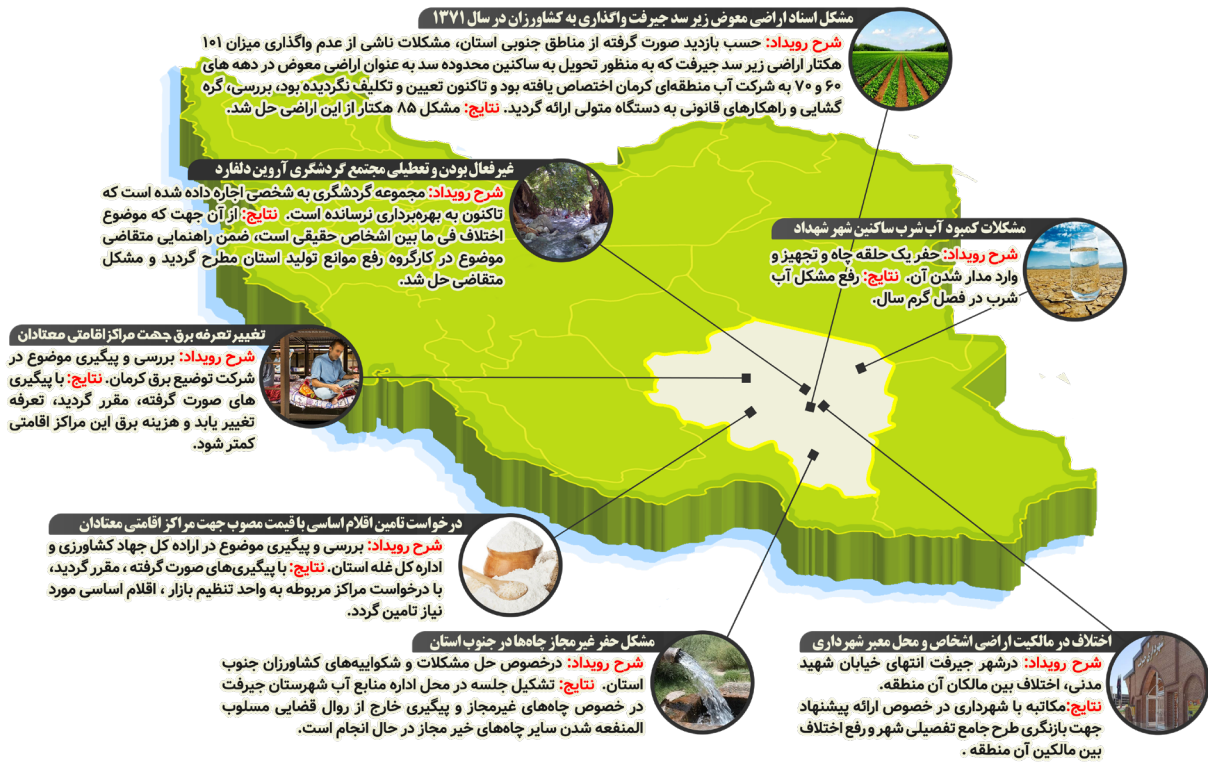 مشکل اسناد اراضی معوض زیر سد جیرفت واگذاری به کشاورزان در سال ۱۳۷۱
شرح رویداد: حسب بازدید صورت گرفته از مناطق جنوبی استان، مشکلات ناشی از عدم واگذاری میزان ۱۰۱
هکتار اراضی زیر سد جیرفت که به منظور تحویل به ساکنین محدوده سد به عنوان اراضی معوض در دهه های
۶۰ و ۷۰ به شرکت آب منطقه‌ای کرمان اختصاص یافته بود و تاکنون تعیین و تکلیف نگردیده بود، بررسی، گره
گشایی و راهکارهای قانونی به دستگاه متولی ارائه گردید. نتایج: مشکل ۸۵ هکتار از این اراضی حل شد.
غیر فعال بودن و تعطیلی مجتمع گردشگری آروین دلفارد
شرح رویداد: مجموعه گردشگری به شخصی اجاره داده شده است که
تاکنون به بهره‌برداری نرسانده است. نتایج: از آن جهت که موضوع
اختلاف فی ما بین اشخاص حقیقی است، ضمن راهنمایی متقاضی
موضوع در کارگروه رفع موانع تولید استان مطرح گردید و مشکل
متقاضی حل شد.
مشکلات کمبود آب شرب ساکنین شهر شهداد
شرح رویداد: حفر یک حلقه چاه و تجهیز و
وارد مدار شدن آن. نتایج: رفع مشکل آب
شرب در فصل گرم سال.
تغییر تعرفه برق جهت مراکز اقامتی معتادان
شرح رویداد: بررسی و پیگیری موضوع در
شرکت توضیع برق کرمان. نتایج: با پیگیری
های صورت گرفته، مقرر گردید، تعرفه
تغییر یابد و هزینه برق این مراکز اقامتی
کمتر شود.
درخواست تامین اقلام اساسی با قیمت مصوب جهت مراکز اقامتی معتادان
شرح رویداد: بررسی و پیگیری موضوع در اراده کل جهاد کشاورزی و
اداره کل غله استان. نتایج: با پیگیری‌های صورت گرفته ، مقرر گردید،
با درخواست مراکز مربوطه به واحد تنظیم بازار ، اقلام اساسی مورد
نیاز تامین گردد.
مشکل حفر غیر مجاز چاه‌ها در جنوب استان
شرح رویداد: درخصوص حل مشکلات و شکواییه‌های کشاورزان جنوب
استان. نتایج: تشکیل جلسه در محل اداره منابع آب شهرستان جیرفت
در خصوص چاه‌های غیرمجاز و پیگیری خارج از روال قضایی مسلوب
المنفعه شدن سایر چاه‌های خیر مجاز در حال انجام است.
اختلاف در مالکیت اراضی اشخاص و محل معبر شهرداری
شرح رویداد: درشهر جیرفت انتهای خیابان شهید
مدنی، اختلاف بین مالکان آن منطقه.
نتایج:مکاتبه با شهرداری در خصوص ارائه پیشنهاد
جهت بازنگری طرح جامع تفصیلی شهر و رفع اختلاف
بین مالکین آن منطقه .